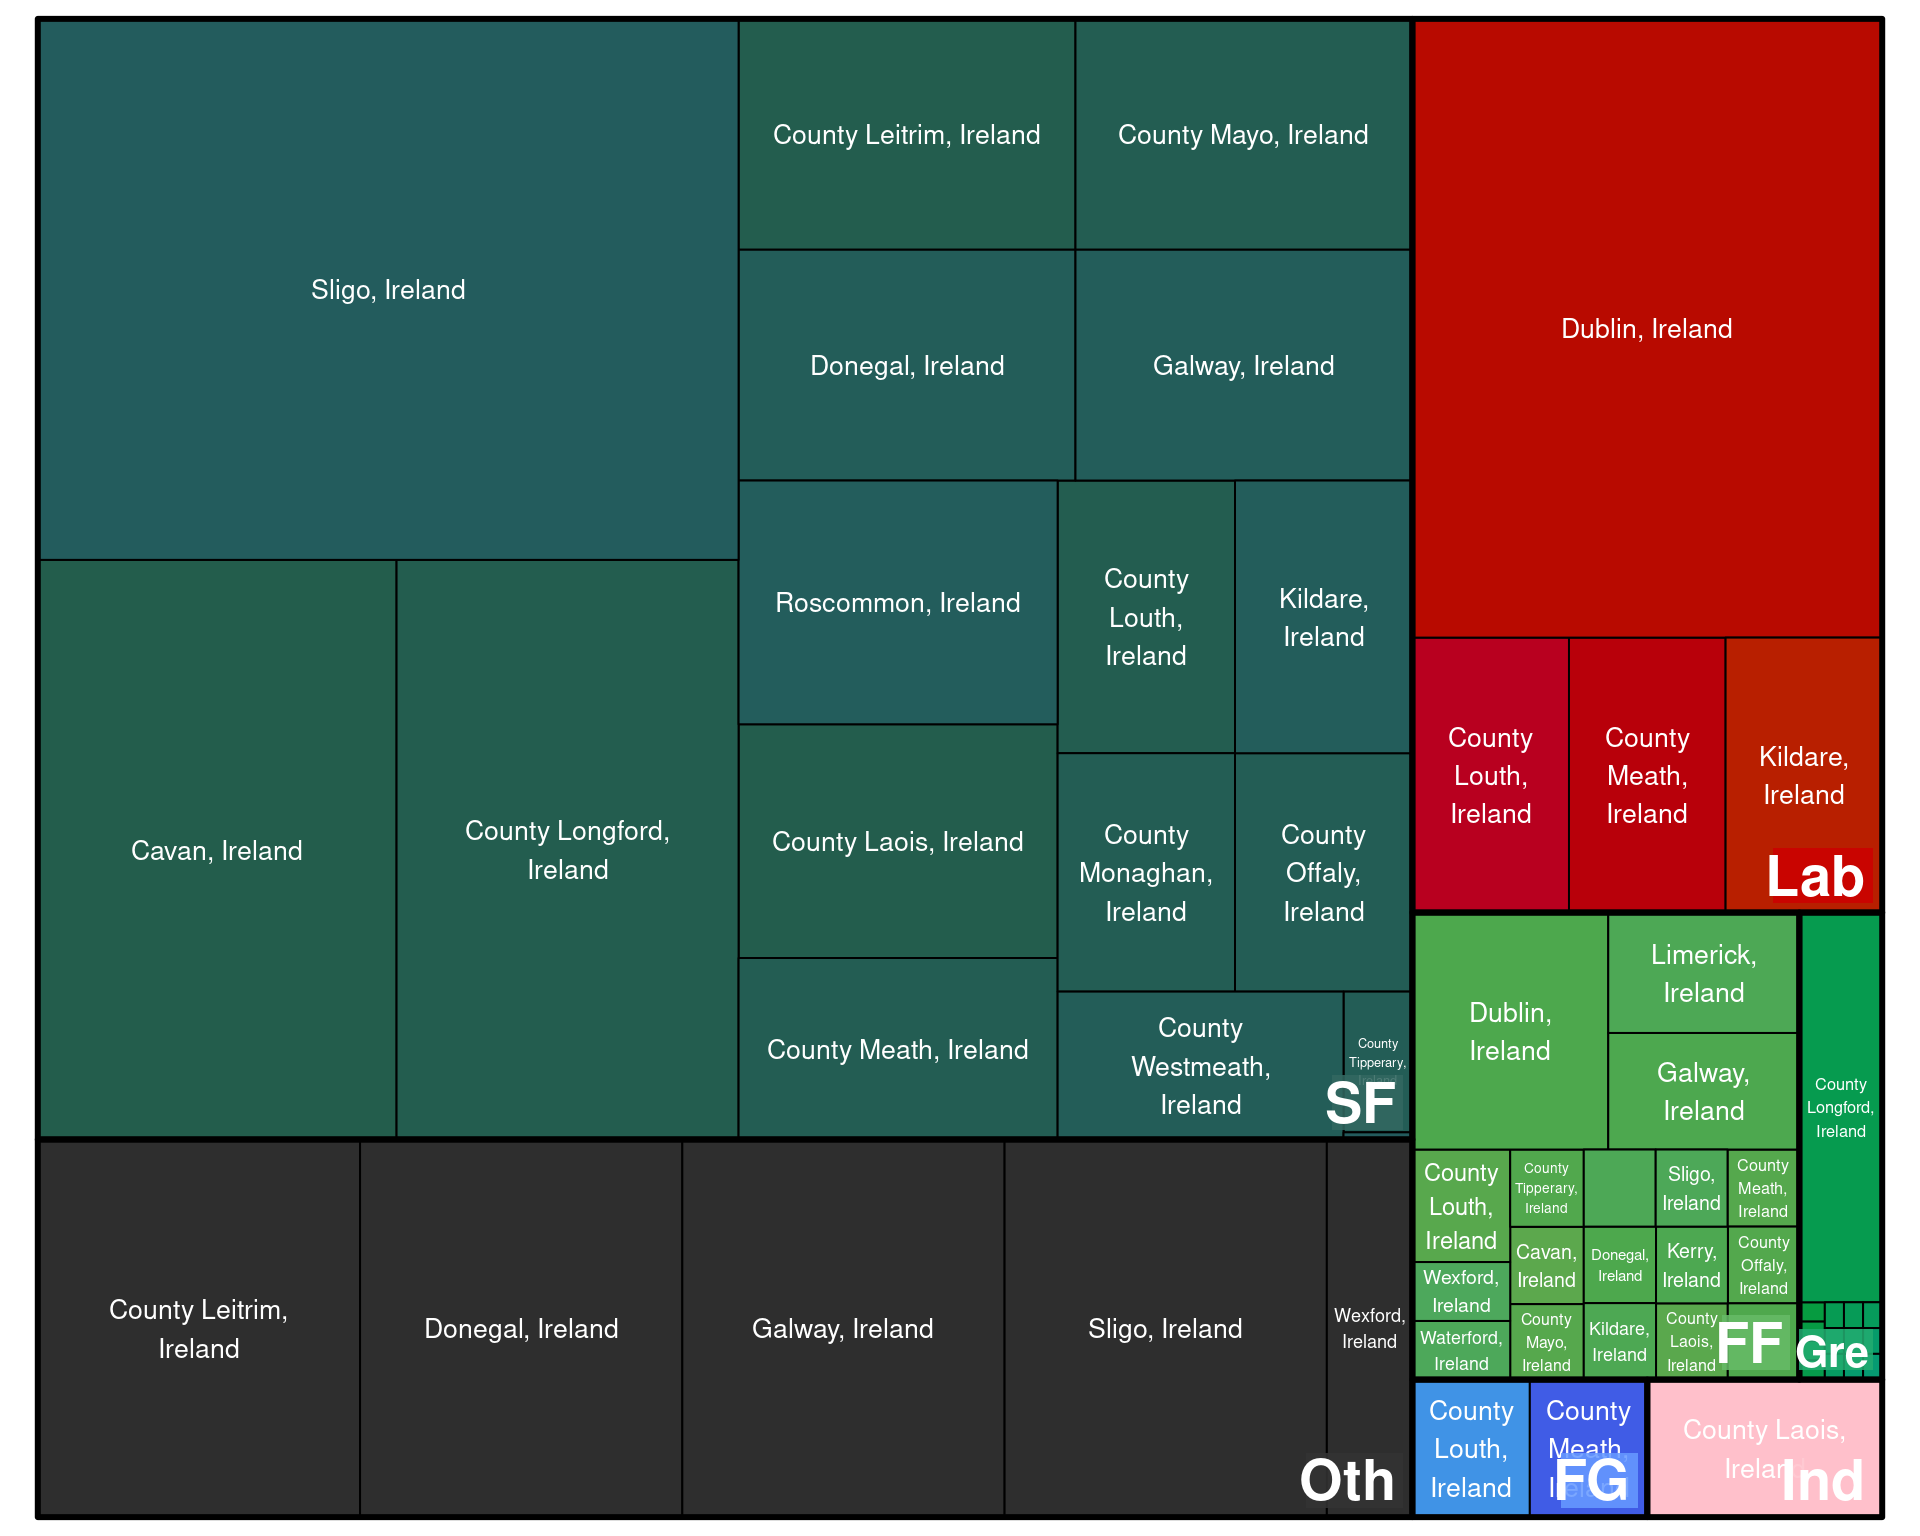 Sligo, Ireland
County Leitrim, Ireland
County Mayo, Ireland
Donegal, Ireland
Galway, Ireland
Cavan, Ireland
County Longford,
Ireland
Roscommon, Ireland
County
Louth,
Ireland
Kildare,
Ireland
County Laois, Ireland
County
Monaghan,
Ireland
County
Offaly,
Ireland
County Meath, Ireland
County
Westmeath,
Ireland
County
Tipperary,
SF
County Leitrim,
Ireland
Donegal, Ireland
Galway, Ireland
Sligo, Ireland
Wexford,
Ireland
Oth
Dublin, Ireland
County
Louth,
Ireland
County
Meath,
Ireland
Kildare,
Ireland
Lab
Dublin,
Ireland
Limerick,
Ireland
Galway,
Ireland
County
Louth,
Ireland
Wexford,
Ireland
Waterford,
Ireland
County
Tipperary,
Ireland
Cavan,
Ireland
County
Mayo,
Ireland
Donegal,
Ireland
Kildare,
Ireland
Sligo,
Ireland
Kerry,
Ireland
County
Laois,
Ireland
County
Meath,
Ireland
County
Offaly,
Ireland
FF
County
Longford,
Ireland
Gre
County
Louth,
Ireland
County
Meath,
FG
County Laois,
Ireland
Ind